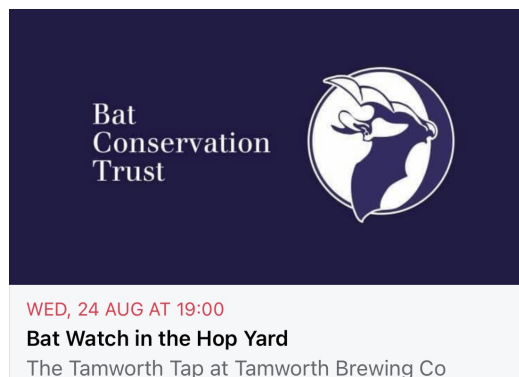 Bat
Conservation
Trust
WED, 24 AUG AT 19:00
Bat Watch in the Hop Yard
The Tamworth Tap at Tamworth Brewing Co